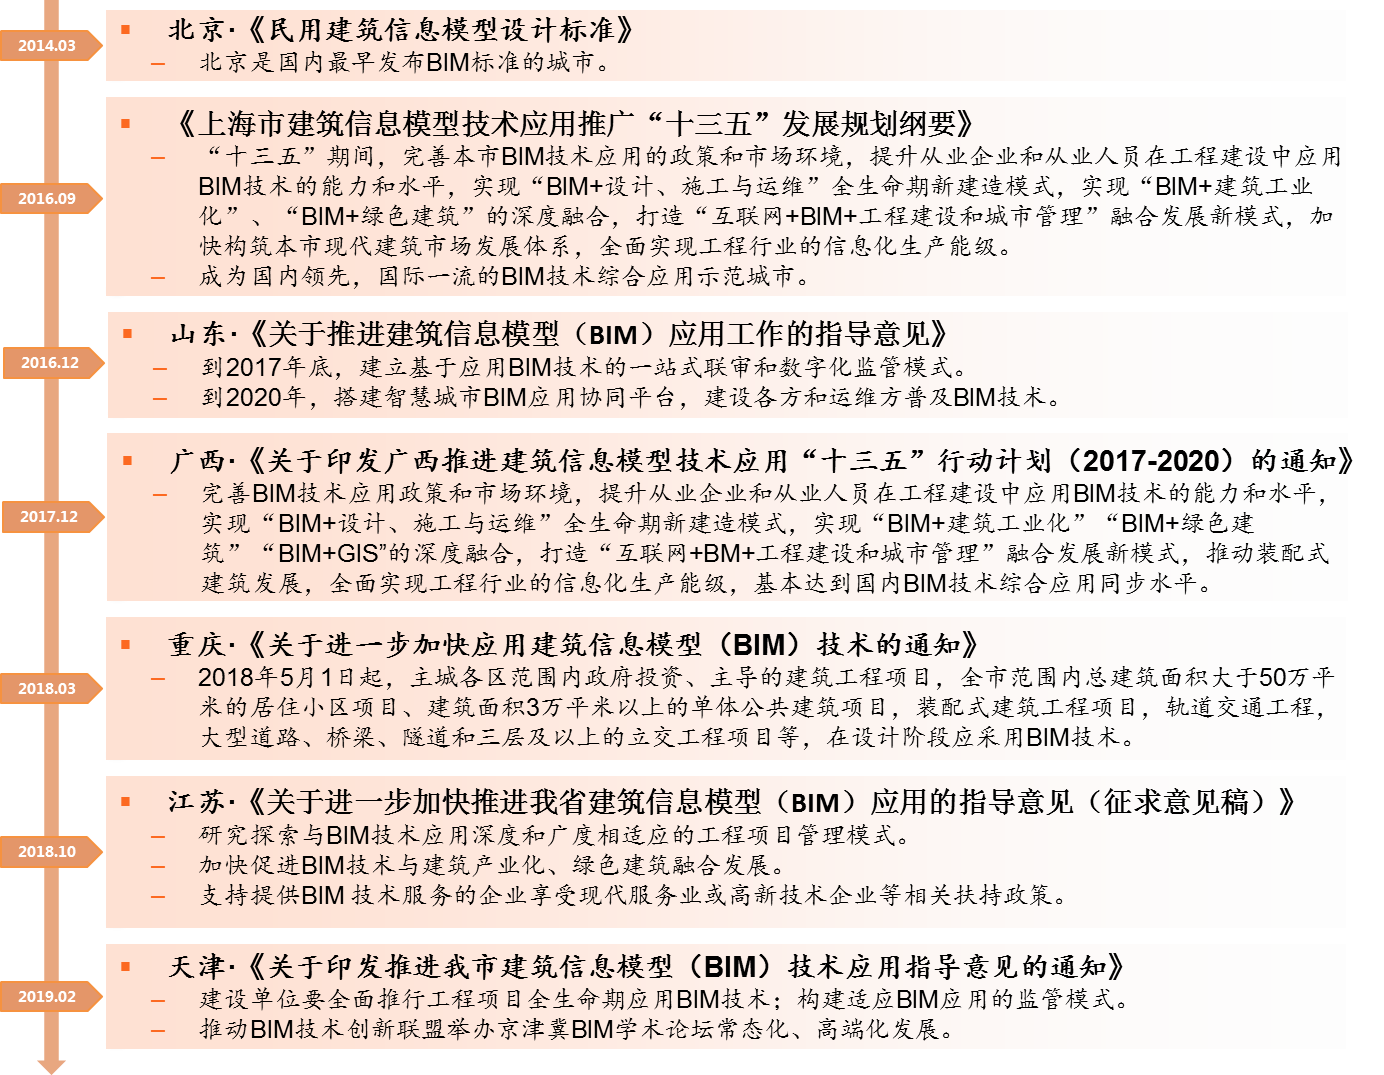 2014.03
北京·《民用建筑信息模型设计标准》
– 北京是国内最早发布BIM标准的城市。
2016.09
《上海市建筑信息模型技术应用推广“十三五”发展规划纲要》
– “十三五”期间，完善本市BIM技术应用的政策和市场环境，提升从业企业和从业人员在工程建设中应用
BIM技术的能力和水平，实现“BIM+设计、施工与运维”全生命期新建造模式，实现“BIM+建筑工业
化”、“BIM+绿色建筑”的深度融合，打造“互联网+BIM+工程建设和城市管理”融合发展新模式，加
快构筑本市现代建筑市场发展体系，全面实现工程行业的信息化生产能级。
– 成为国内领先，国际一流的BIM技术综合应用示范城市。
2016.12
山东·《关于推进建筑信息模型（BIM）应用工作的指导意见》
– 到2017年底，建立基于应用BIM技术的一站式联审和数字化监管模式。
– 到2020年，搭建智慧城市BIM应用协同平台，建设各方和运维方普及BIM技术。
2017.12
广西·《关于印发广西推进建筑信息模型技术应用“十三五”行动计划（2017-2020）的通知》
– 完善BIM技术应用政策和市场环境，提升从业企业和从业人员在工程建设中应用BIM技术的能力和水平，
实现“BIM+设计、施工与运维”全生命期新建造模式，实现“BIM+建筑工业化”“BIM+绿色建
筑”“BIM+GIS”的深度融合，打造“互联网+BM+工程建设和城市管理”融合发展新模式，推动装配式
建筑发展，全面实现工程行业的信息化生产能级，基本达到国内BIM技术综合应用同步水平。
2018.03
重庆·《关于进一步加快应用建筑信息模型（BIM）技术的通知》
– 2018年5月1日起，主城各区范围内政府投资、主导的建筑工程项目，全市范围内总建筑面积大于50万平
米的居住小区项目、建筑面积3万平米以上的单体公共建筑项目，装配式建筑工程项目，轨道交通工程，
大型道路、桥梁、隧道和三层及以上的立交工程项目等，在设计阶段应采用BIM技术。
2018.10
江苏·《关于进一步加快推进我省建筑信息模型（BIM）应用的指导意见（征求意见稿）》
– 研究探索与BIM技术应用深度和广度相适应的工程项目管理模式。
– 加快促进BIM技术与建筑产业化、绿色建筑融合发展。
– 支持提供BIM 技术服务的企业享受现代服务业或高新技术企业等相关扶持政策。
2019.02
天津·《关于印发推进我市建筑信息模型（BIM）技术应用指导意见的通知》
– 建设单位要全面推行工程项目全生命期应用BIM技术；构建适应BIM应用的监管模式。
– 推动BIM技术创新联盟举办京津冀BIM学术论坛常态化、高端化发展。